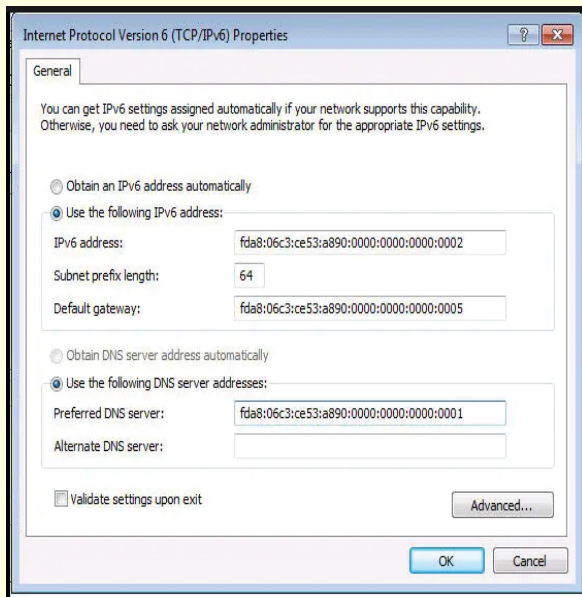 Internet Protocol Version 6 (TCP/IPv6) Properties
General
You can get IPv6 settings assigned automatically if your network supports this capability.
Otherwise, you need to ask your network administrator for the appropriate IPv6 settings.
Obtain an IPv6 address automatically
Use the following IPv6 address:
IPv6 address: fda8:06c3:ce53:a890:0000:0000:0000:0002
Subnet prefix length: 64
Default gateway: fda8:06c3:ce53:a890:0000:0000:0000:0005
Obtain DNS server address automatically
Use the following DNS server addresses:
Preferred DNS server: fda8:06c3:ce53:a890:0000:0000:0000:0001
Alternate DNS server:
Validate settings upon exit
Advanced...
OK Cancel